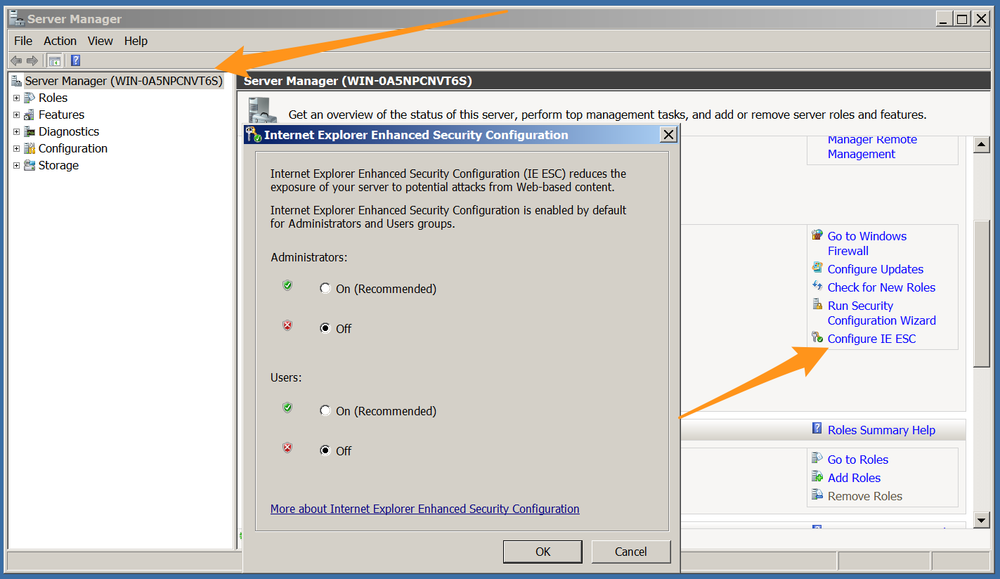 Server Manager
File Action View Help
Server Manager (WIN-0A5NPCNVT6S)
Roles
Features
Diagnostics
Configuration
Storage
Server Manager (WIN-0A5NPCNVT6S)
Get an overview of the status of this server, perform top management tasks, and add or remove server roles and features.
Internet Explorer Enhanced Security Configuration
Internet Explorer Enhanced Security Configuration (IE ESC) reduces the
exposure of your server to potential attacks from Web-based content.
Internet Explorer Enhanced Security Configuration is enabled by default
for Administrators and Users groups.
Administrators:
On (Recommended)
Off
Users:
On (Recommended)
Off
More about Internet Explorer Enhanced Security Configuration
OK Cancel
Manager Remote
Management
Go to Windows
Firewall
Configure Updates
Check for New Roles
Run Security
Configuration Wizard
Configure IE ESC
Roles Summary Help
Go to Roles
Add Roles
Remove Roles